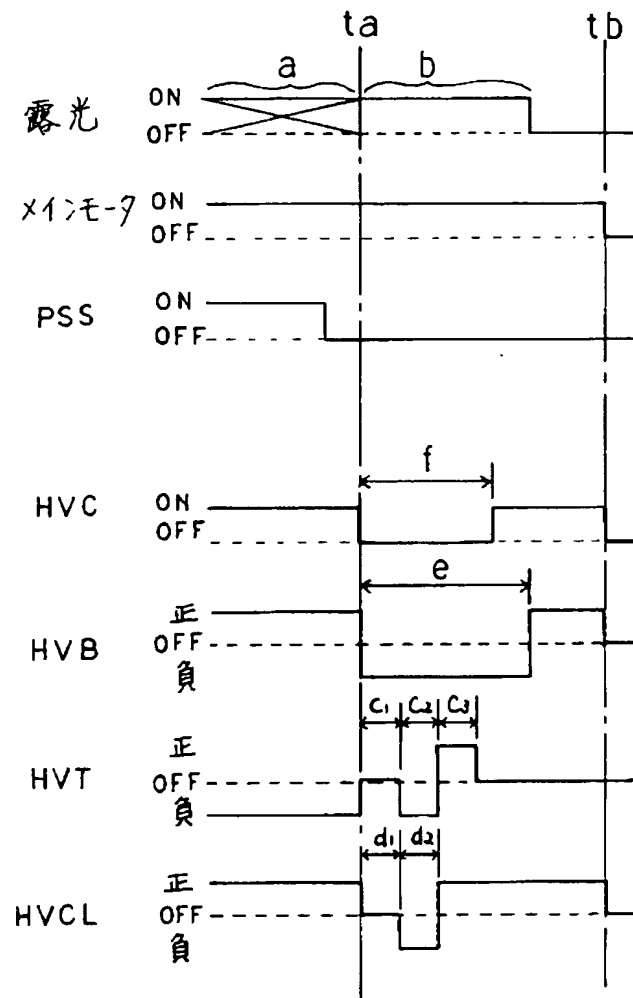 ta tb
a b
露光 ON
OFF
メインモータ ON
OFF
PSS ON
OFF
f
HVC ON
OFF
e
HVB 正
OFF
負
C1 C2 C3
HVT 正
OFF
負
d1 d2
HVCL 正
OFF
負